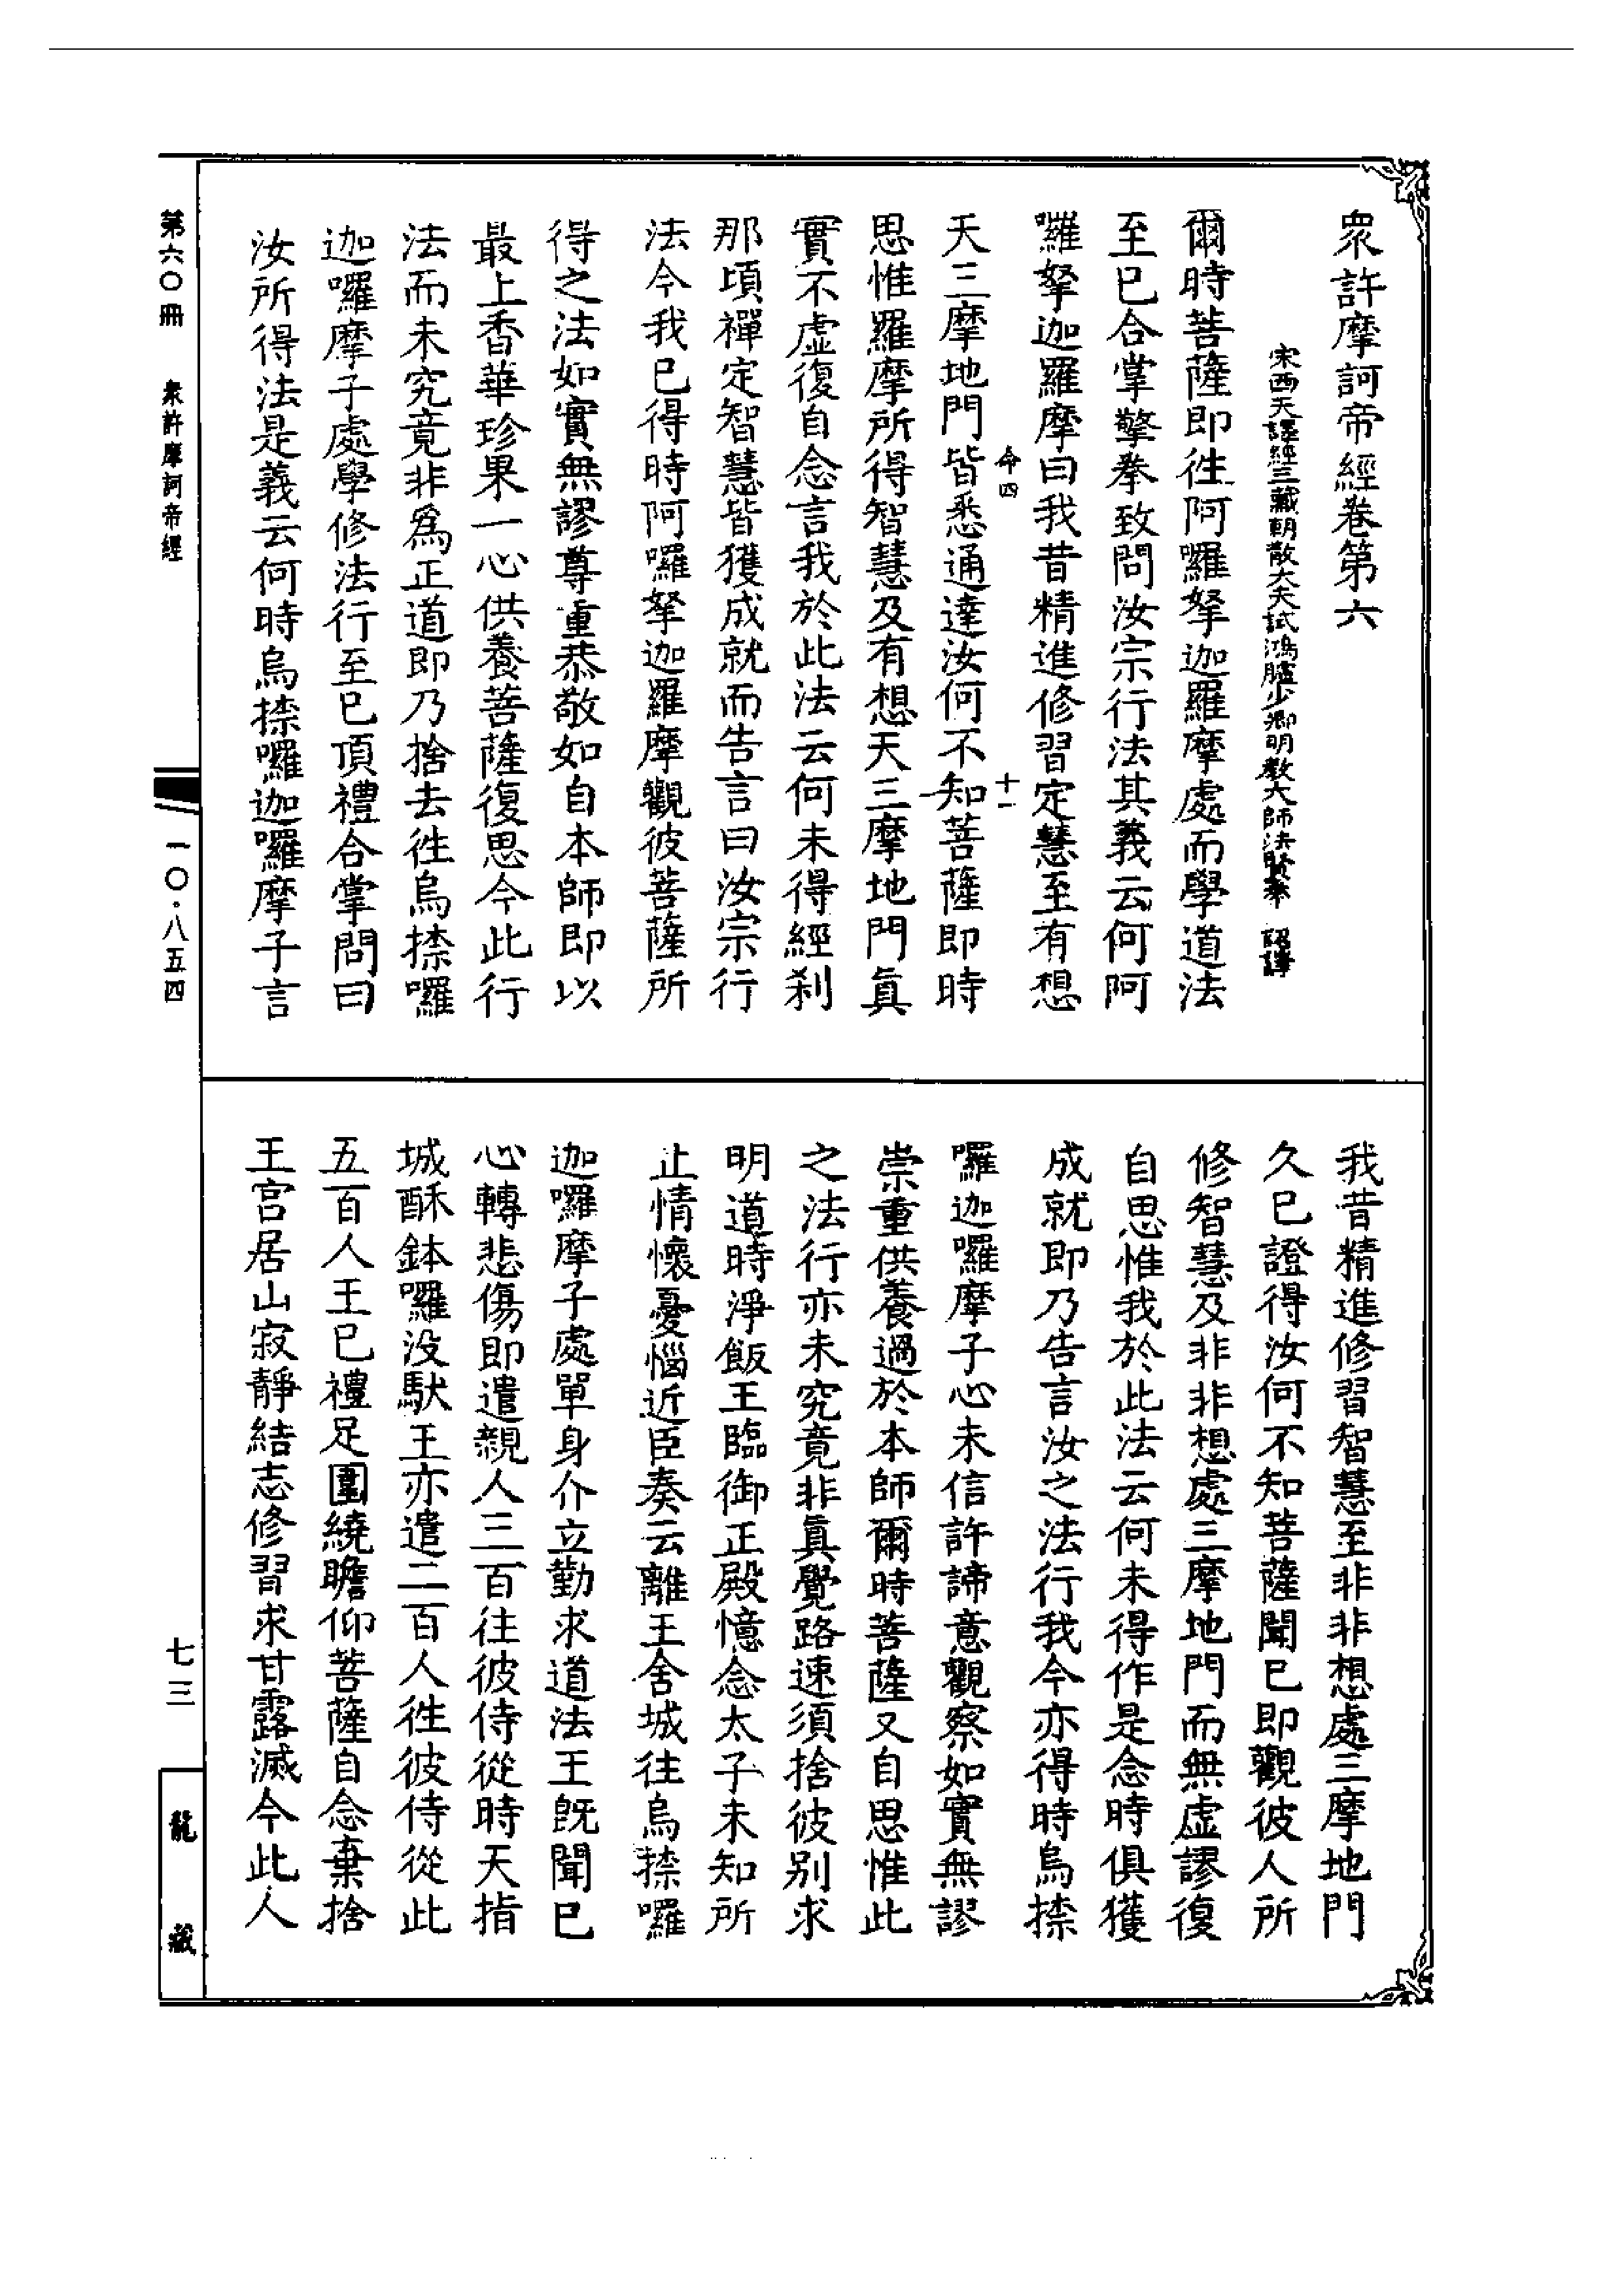 衆許摩訶帝經卷第六
宋西天譯經三藏朝散大夫試鴻臚少卿明教大師法賢奉 詔譯
爾時菩薩即徃阿囉拏迦羅摩處而學道法
至已合掌擎拳致問汝宗行法其義云何阿
羅拏迦羅摩曰我昔精進修習定慧至有想
命四 十一
天三摩地門皆悉通達汝何不知菩薩即時
思惟羅摩所得智慧及有想天三摩地門眞
實不虛復自念言我於此法云何未得經刹
那頃禪定智慧皆獲成就而告言曰汝宗行
法今我已得時阿囉拏迦羅摩觀彼菩薩所
得之法如實無謬尊重恭敬如自本師即以
最上香華珍果一心供養菩薩復思今此行
法而未究竟非爲正道即乃捨去徃烏捺囉
迦囉摩子處學修法行至已頂禮合掌問曰
汝所得法是義云何時烏捺囉迦囉摩子言
我昔精進修習智慧至非非想處三摩地門
久已證得汝何不知菩薩聞已即觀彼人所
修智慧及非非想處三摩地門而無虛謬復
自思惟我於此法云何未得作是念時俱獲
成就即乃告言汝之法行我今亦得時烏捺
囉迦囉摩子心未信許諦意觀察如實無謬
崇重供養過於本師爾時菩薩又自思惟此
之法行亦未究竟非眞覺路速須捨彼别求
明道時淨飯王臨御正殿憶念太子未知所
止情懷憂惱近臣奏云離王舍城往烏捺囉
迦囉摩子處單身介立勤求道法王旣聞已
心轉悲傷即遣親人三百往彼侍從時天指
城酥鉢囉没馱王亦遣二百人徃彼侍從此
五百人王已禮足圍繞瞻仰菩薩自念棄捨
王宮居山寂靜結志修習求甘露滅今此人
第六〇冊 衆許摩訶帝經
一〇·八五四
七三
龍藏